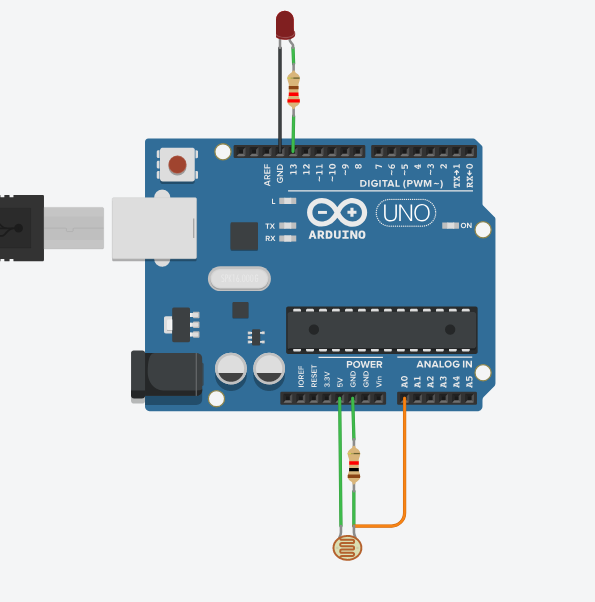 AREF
GND
13
12
~11
~10
~9
8
7
~6
~5
4
~3
2
TX→1
RX←0
DIGITAL (PWM~)
L
TX
RX
UNO
ARDUINO
ON
POWER
ANALOG IN
IOREF
RESET
3.3V
5V
GND
GND
Vin
A0
A1
A2
A3
A4
A5